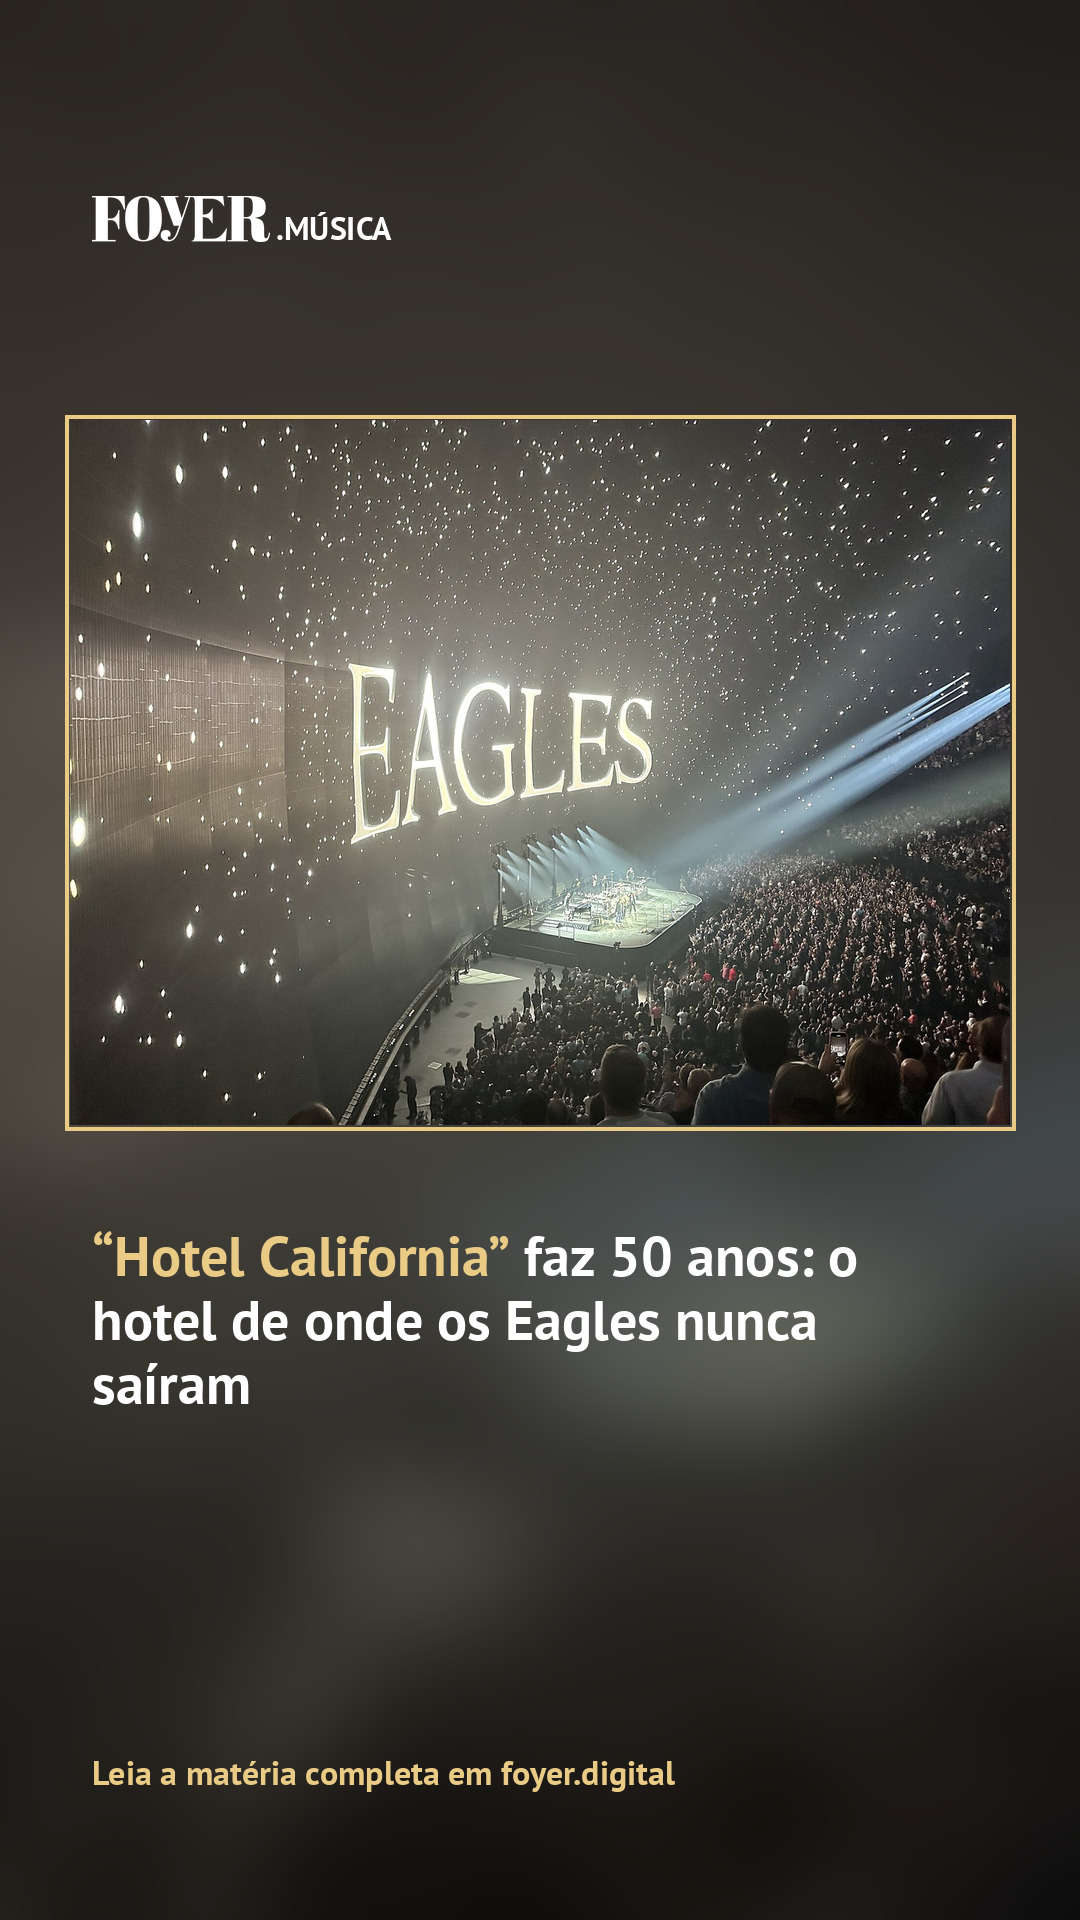 FOYER .MÚSICA
EAGLES
“Hotel California” faz 50 anos: o
hotel de onde os Eagles nunca
saíram
Leia a matéria completa em foyer.digital